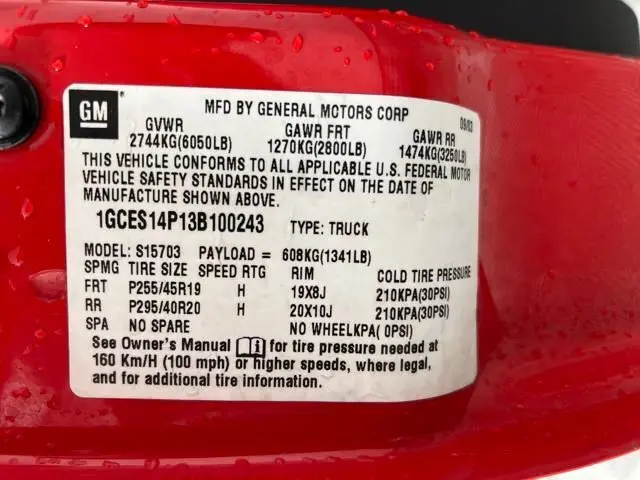 GM
MFD BY GENERAL MOTORS CORP 09/03
GVWR GAWR FRT GAWR RR
2744KG(6050LB) 1270KG(2800LB) 1474KG(3250LB)
THIS VEHICLE CONFORMS TO ALL APPLICABLE U.S. FEDERAL MOTOR
VEHICLE SAFETY STANDARDS IN EFFECT ON THE DATE OF
MANUFACTURE SHOWN ABOVE.
1GCES14P13B100243 TYPE: TRUCK
MODEL: S15703 PAYLOAD = 608KG(1341LB)
SPMG TIRE SIZE SPEED RTG RIM COLD TIRE PRESSURE
FRT P255/45R19 H 19X8J 210KPA(30PSI)
RR P295/40R20 H 20X10J 210KPA(30PSI)
SPA NO SPARE NO WHEELKPA( 0PSI)
See Owner's Manual for tire pressure needed at
160 Km/H (100 mph) or higher speeds, where legal,
and for additional tire information.